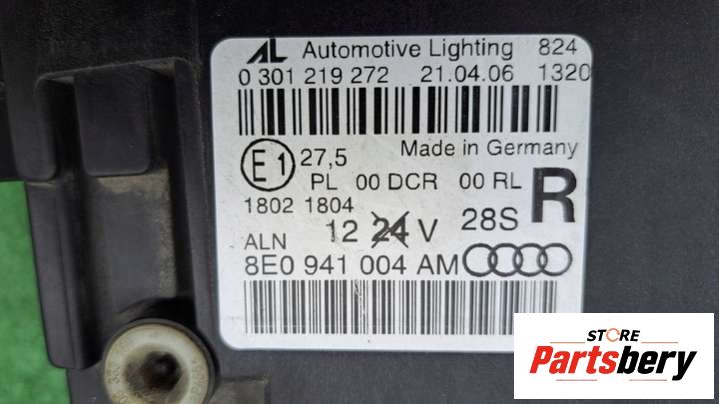 AL Automotive Lighting 824
0 301 219 272 21.04.06 1320
E1 27,5 Made in Germany
PL 00 DCR 00 RL R
1802 1804
ALN 12 24 V 28S
8E0 941 004 AM
STORE
Partsbery